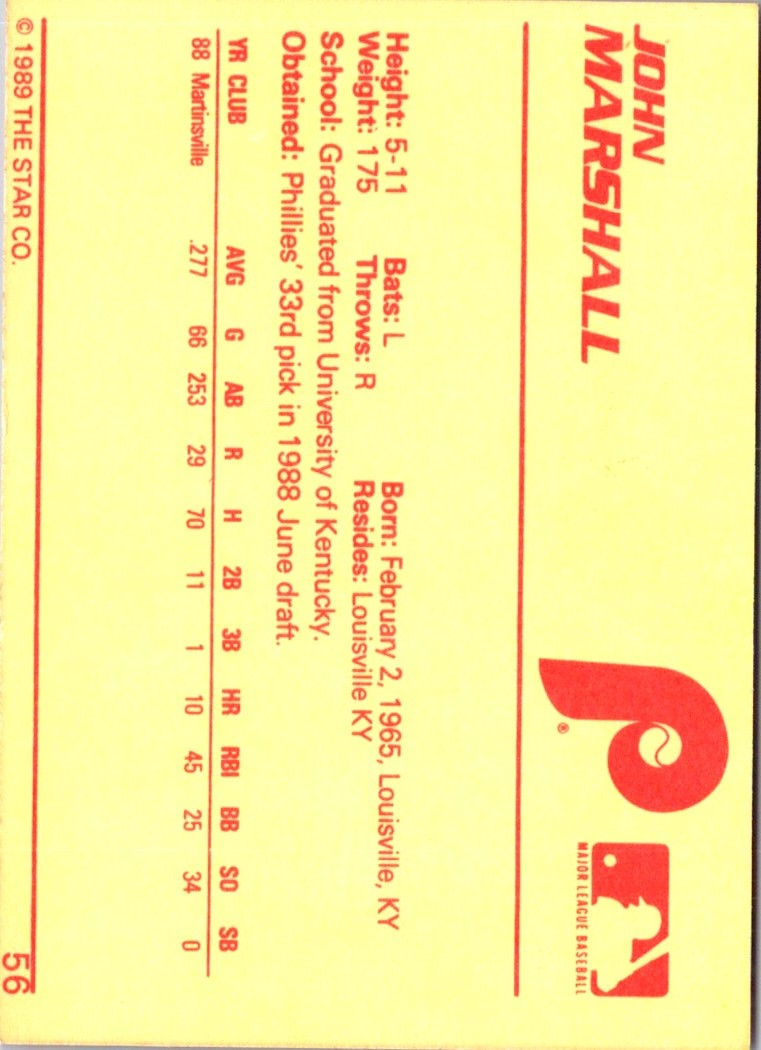 JOHN
MARSHALL
®
MAJOR LEAGUE BASEBALL
Height: 5-11 Bats: L Born: February 2, 1965, Louisville, KY
Weight: 175 Throws: R Resides: Louisville KY
School: Graduated from University of Kentucky.
Obtained: Phillies' 33rd pick in 1988 June draft.
YR CLUB AVG G AB R H 2B 3B HR RBI BB SO SB
88 Martinsville .277 66 253 29 70 11 1 10 45 25 34 0
© 1989 THE STAR CO. 56